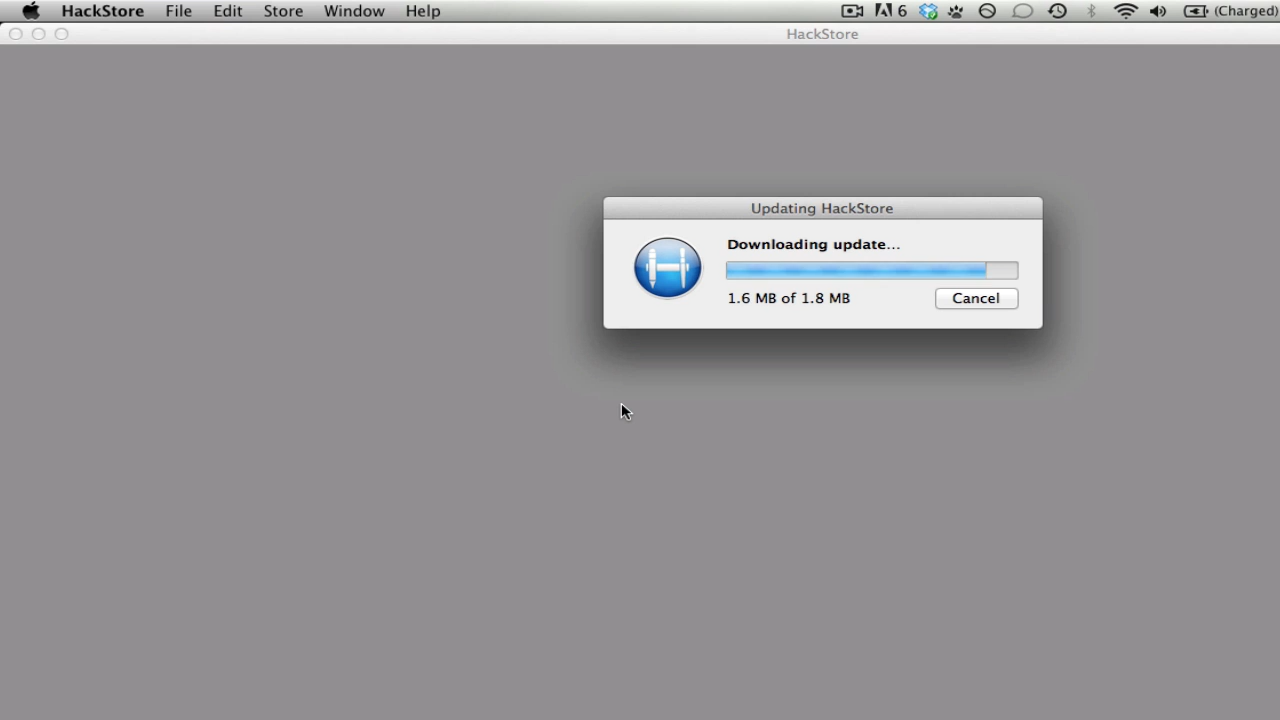 HackStore File Edit Store Window Help 6 (Charged)
HackStore
Updating HackStore
Downloading update...
1.6 MB of 1.8 MB
Cancel